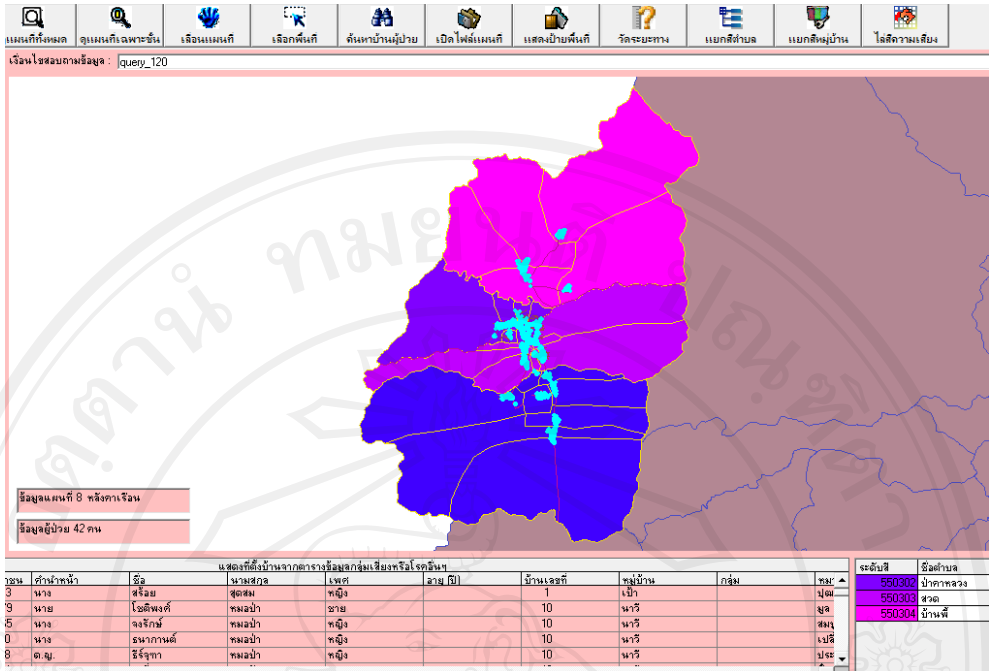 ดูแผนที่ทั้งหมด ดูแผนที่เฉพาะชั้น เลื่อนแผนที่ เลือกพื้นที่ ค้นหาบ้านผู้ป่วย เปิดไฟล์แผนที่ แสดงป้ายพื้นที่ วัดระยะทาง แยกสีตำบล แยกสีหมู่บ้าน ไล่สีความเสี่ยง
เงื่อนไขสอบถามข้อมูล : query_120
ข้อมูลแผนที่ 8 หลังคาเรือน
ข้อมูลผู้ป่วย 42 คน
แสดงที่ตั้งบ้านจากตารางข้อมูลกลุ่มเสี่ยงหรือโรคอื่นๆ
คำนำหน้า ชื่อ นามสกุล เพศ อายุ (ปี) บ้านเลขที่ หมู่บ้าน กลุ่ม หมา
3 นาง สร้อย สุดสม หญิง 1 เป้า
9 นาย โชติพงศ์ หมอป่า ชาย 10 นาวี มูล
5 นาง จงรักษ์ หมอป่า หญิง 10 นาวี
0 นาง ธนากานต์ หมอป่า หญิง 10 นาวี
8 ด.ญ. ธีร์จุฑา หมอป่า หญิง 10 นาวี
ระดับสี ชื่อตำบล
550302 ป่าคาหลวง
550303 สวด
550304 บ้านพี้